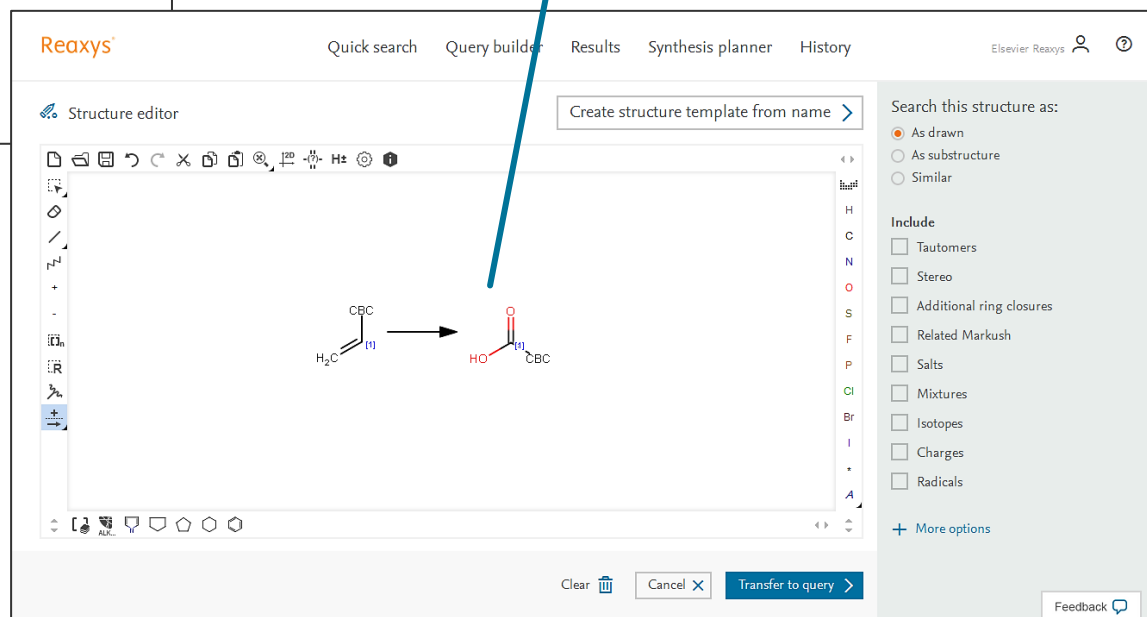 Reaxys®
Quick search Query builder Results Synthesis planner History
Elsevier Reaxys
Structure editor
Create structure template from name
2D
H±
H
C
N
O
S
F
P
Cl
Br
I
*
A
+
-
[ ]n
R
ALK...
CBC
[1]
H₂C
O
HO
[1]
CBC
Search this structure as:
As drawn
As substructure
Similar
Include
Tautomers
Stereo
Additional ring closures
Related Markush
Salts
Mixtures
Isotopes
Charges
Radicals
+ More options
Clear
Cancel
Transfer to query
Feedback